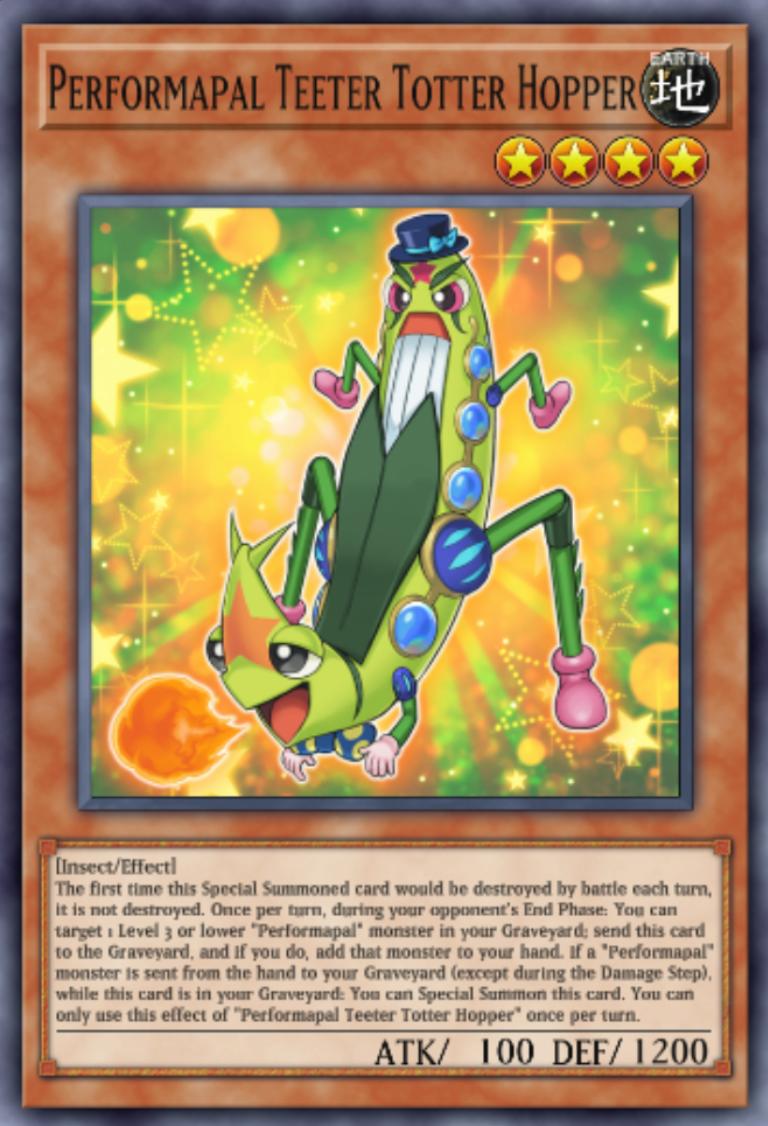 PERFORMAPAL TEETER TOTTER HOPPER
EARTH
地
[Insect/Effect]
The first time this Special Summoned card would be destroyed by battle each turn,
it is not destroyed. Once per turn, during your opponent's End Phase: You can
target 1 Level 3 or lower "Performapal" monster in your Graveyard; send this card
to the Graveyard, and if you do, add that monster to your hand. If a "Performapal"
monster is sent from the hand to your Graveyard (except during the Damage Step),
while this card is in your Graveyard: You can Special Summon this card. You can
only use this effect of "Performapal Teeter Totter Hopper" once per turn.
ATK/ 100 DEF/ 1200